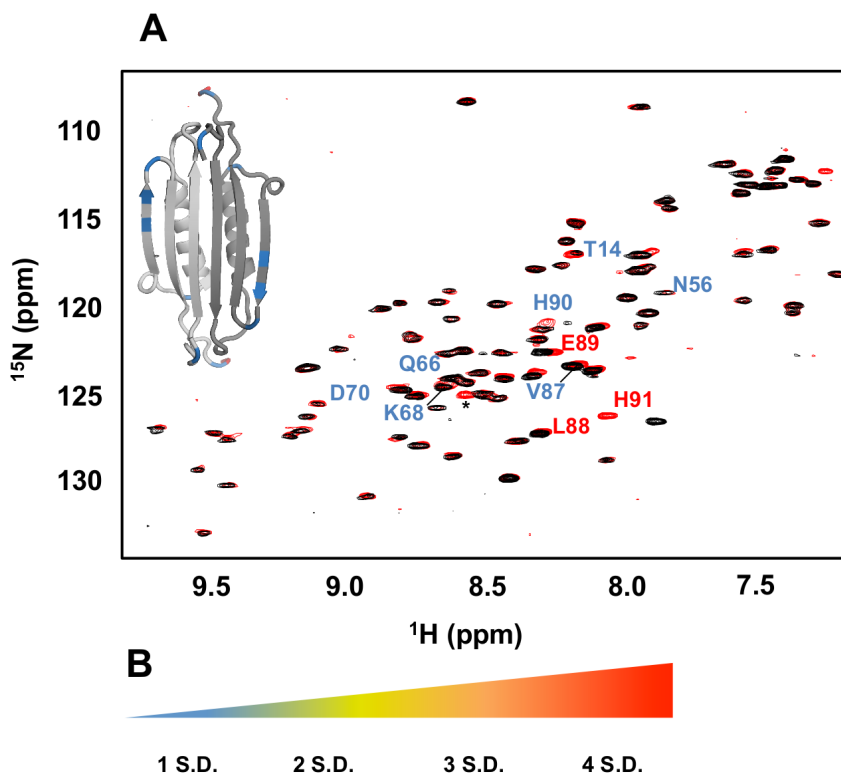 A
110
115
120
125
130
¹⁵N (ppm)
T14
N56
H90
E89
Q66
D70
V87
K68
H91
*
L88
9.5 9.0 8.5 8.0 7.5
¹H (ppm)
B
1 S.D. 2 S.D. 3 S.D. 4 S.D.